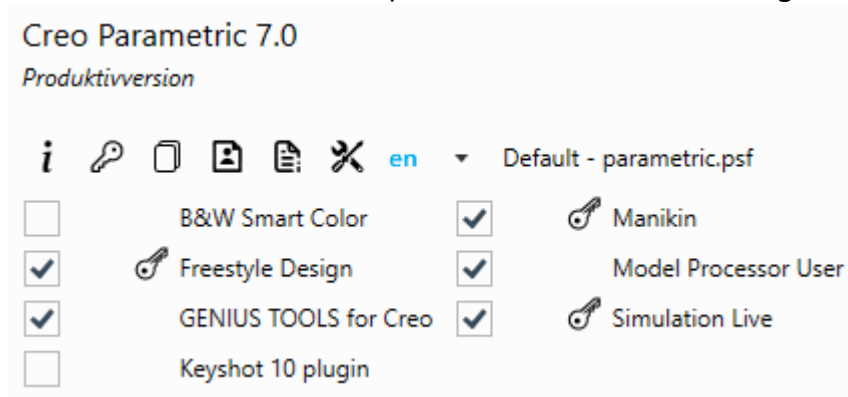 Creo Parametric 7.0
Produktivversion
en Default - parametric.psf
B&W Smart Color Manikin
Freestyle Design Model Processor User
GENIUS TOOLS for Creo Simulation Live
Keyshot 10 plugin